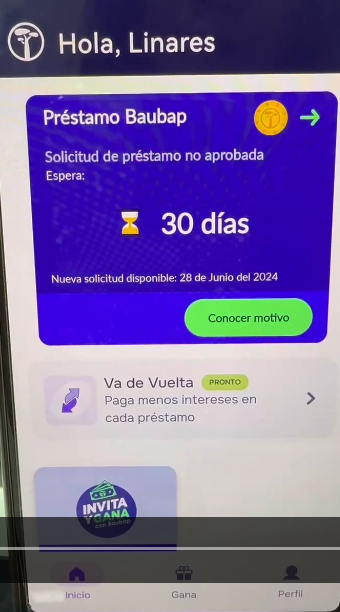 Hola, Linares
Préstamo Baubap
Solicitud de préstamo no aprobada
Espera:
30 días
Nueva solicitud disponible: 28 de Junio del 2024
Conocer motivo
Va de Vuelta PRONTO
Paga menos intereses en
cada préstamo
INVITA
Y GANA
con Baubap
Inicio
Gana
Perfil